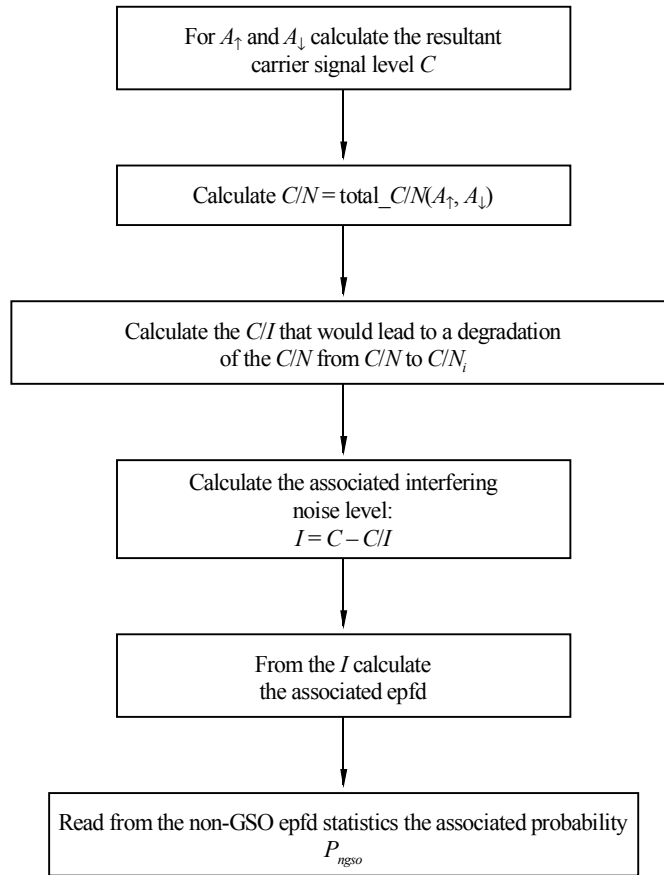 For A↑ and A↓ calculate the resultant
carrier signal level C
Calculate C/N = total_C/N(A↑, A↓)
Calculate the C/I that would lead to a degradation
of the C/N from C/N to C/Nᵢ
Calculate the associated interfering
noise level:
I = C – C/I
From the I calculate
the associated epfd
Read from the non-GSO epfd statistics the associated probability
Pngso